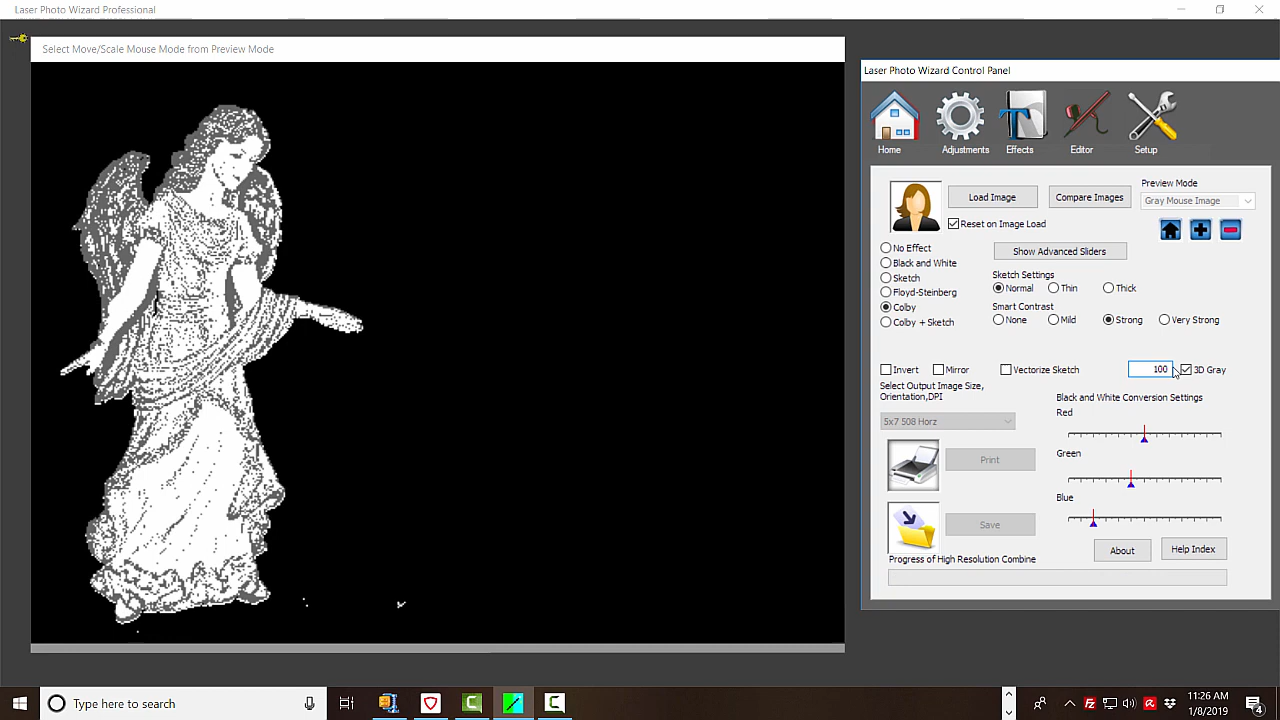 Laser Photo Wizard Professional
Select Move/Scale Mouse Mode from Preview Mode
Laser Photo Wizard Control Panel
Home Adjustments Effects Editor Setup
Load Image Compare Images
Preview Mode
Gray Mouse Image
Reset on Image Load
No Effect
Black and White
Sketch
Floyd-Steinberg
Colby
Colby + Sketch
Show Advanced Sliders
Sketch Settings
Normal Thin Thick
Smart Contrast
None Mild Strong Very Strong
Invert Mirror Vectorize Sketch 100 3D Gray
Select Output Image Size,
Orientation,DPI
5x7 508 Horz
Print
Save
Black and White Conversion Settings
Red
Green
Blue
About Help Index
Progress of High Resolution Combine
Type here to search
11:26 AM
1/8/2019
4